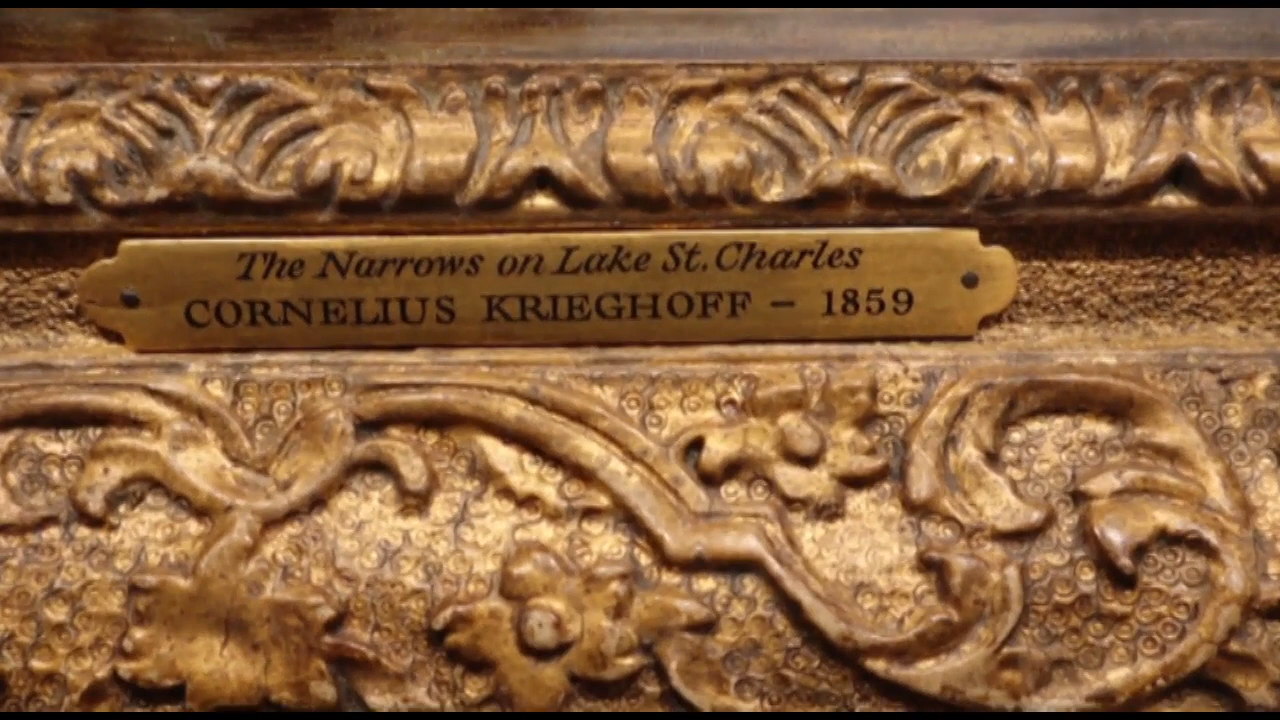 The Narrows on Lake St. Charles
CORNELIUS KRIEGHOFF – 1859